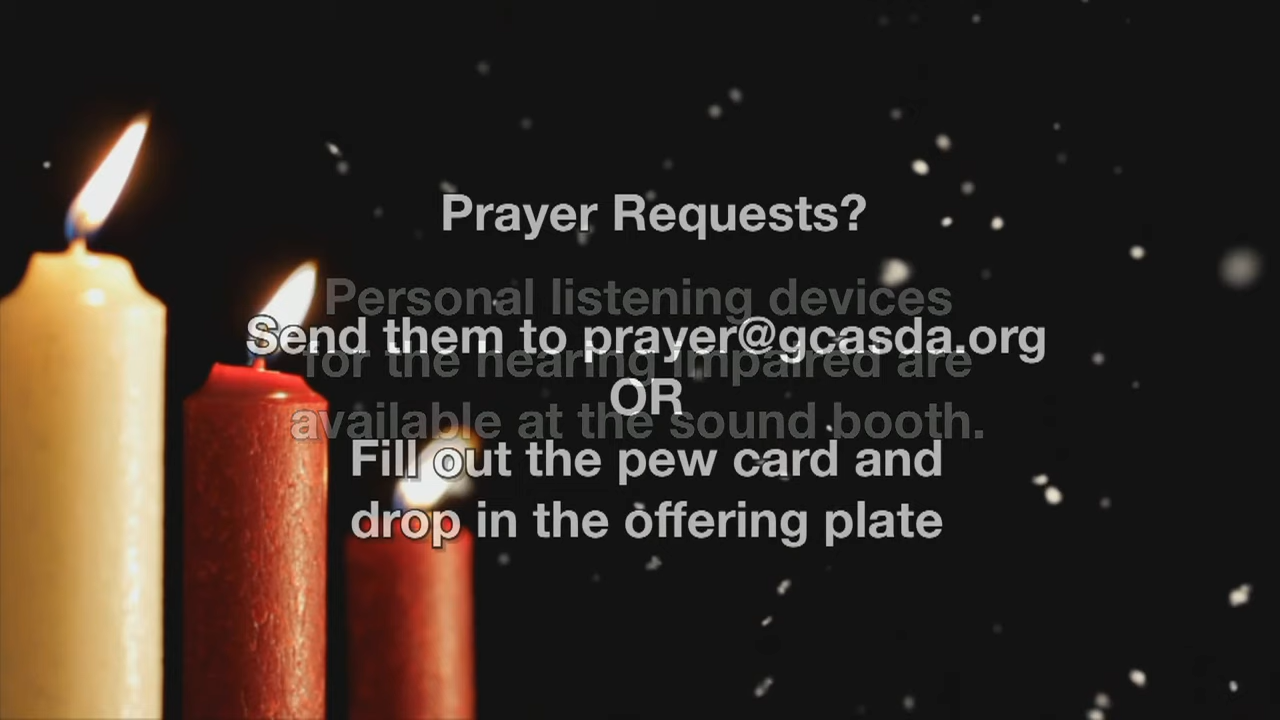 Prayer Requests?
Personal listening devices
Send them to prayer@gcasda.org
for the hearing impaired are
OR
available at the sound booth.
Fill out the pew card and
drop in the offering plate